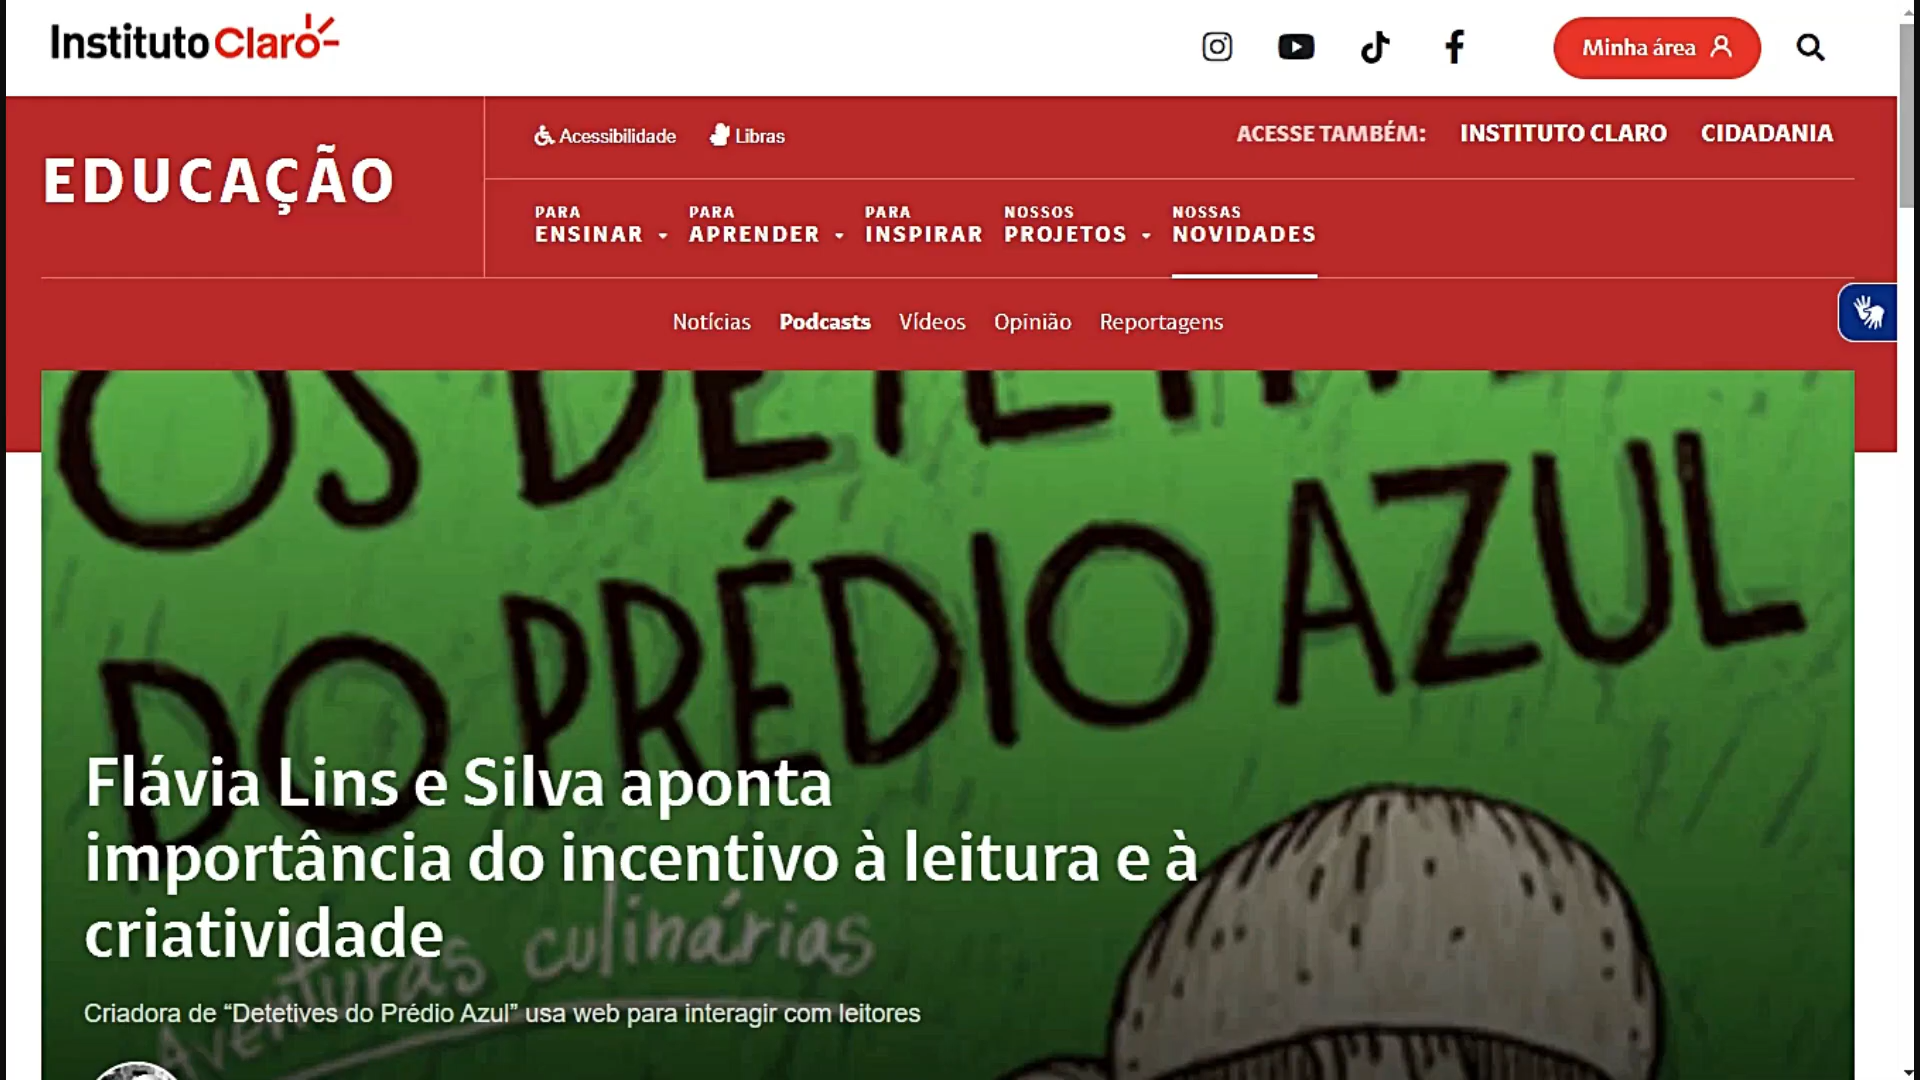 Instituto Claro
Minha área
EDUCAÇÃO
Acessibilidade
Libras
ACESSE TAMBÉM:
INSTITUTO CLARO
CIDADANIA
PARA
ENSINAR
PARA
APRENDER
PARA
INSPIRAR
NOSSOS
PROJETOS
NOSSAS
NOVIDADES
Notícias
Podcasts
Vídeos
Opinião
Reportagens
OS
DO PRÉDIO AZUL
Aventuras culinárias
Flávia Lins e Silva aponta
importância do incentivo à leitura e à
criatividade
Criadora de “Detetives do Prédio Azul” usa web para interagir com leitores